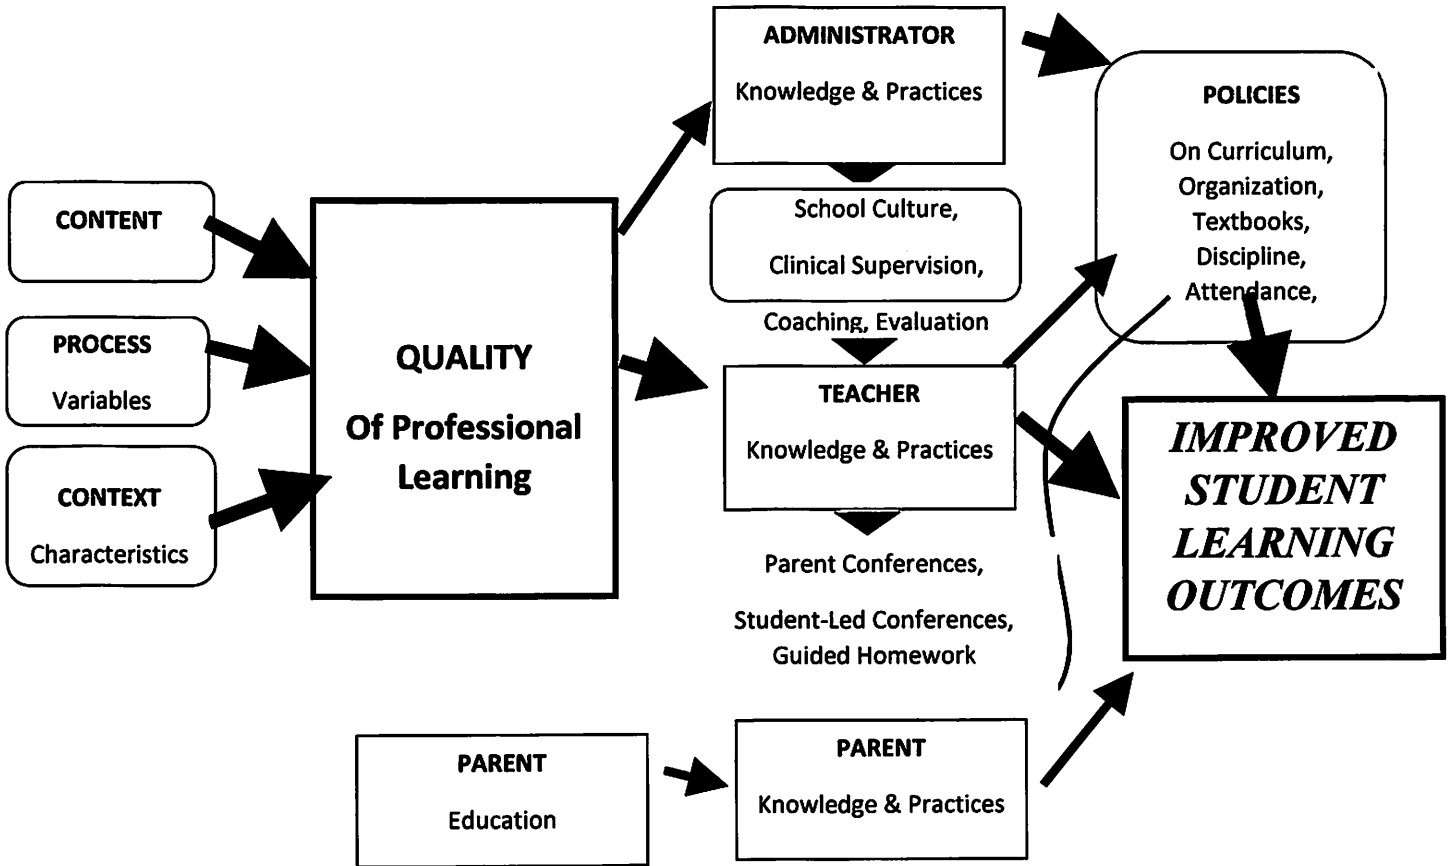 CONTENT
PROCESS
Variables
CONTEXT
Characteristics
QUALITY
Of Professional
Learning
ADMINISTRATOR
Knowledge & Practices
School Culture,
Clinical Supervision,
Coaching, Evaluation
TEACHER
Knowledge & Practices
Parent Conferences,
Student-Led Conferences,
Guided Homework
PARENT
Education
PARENT
Knowledge & Practices
POLICIES
On Curriculum,
Organization,
Textbooks,
Discipline,
Attendance,
IMPROVED
STUDENT
LEARNING
OUTCOMES